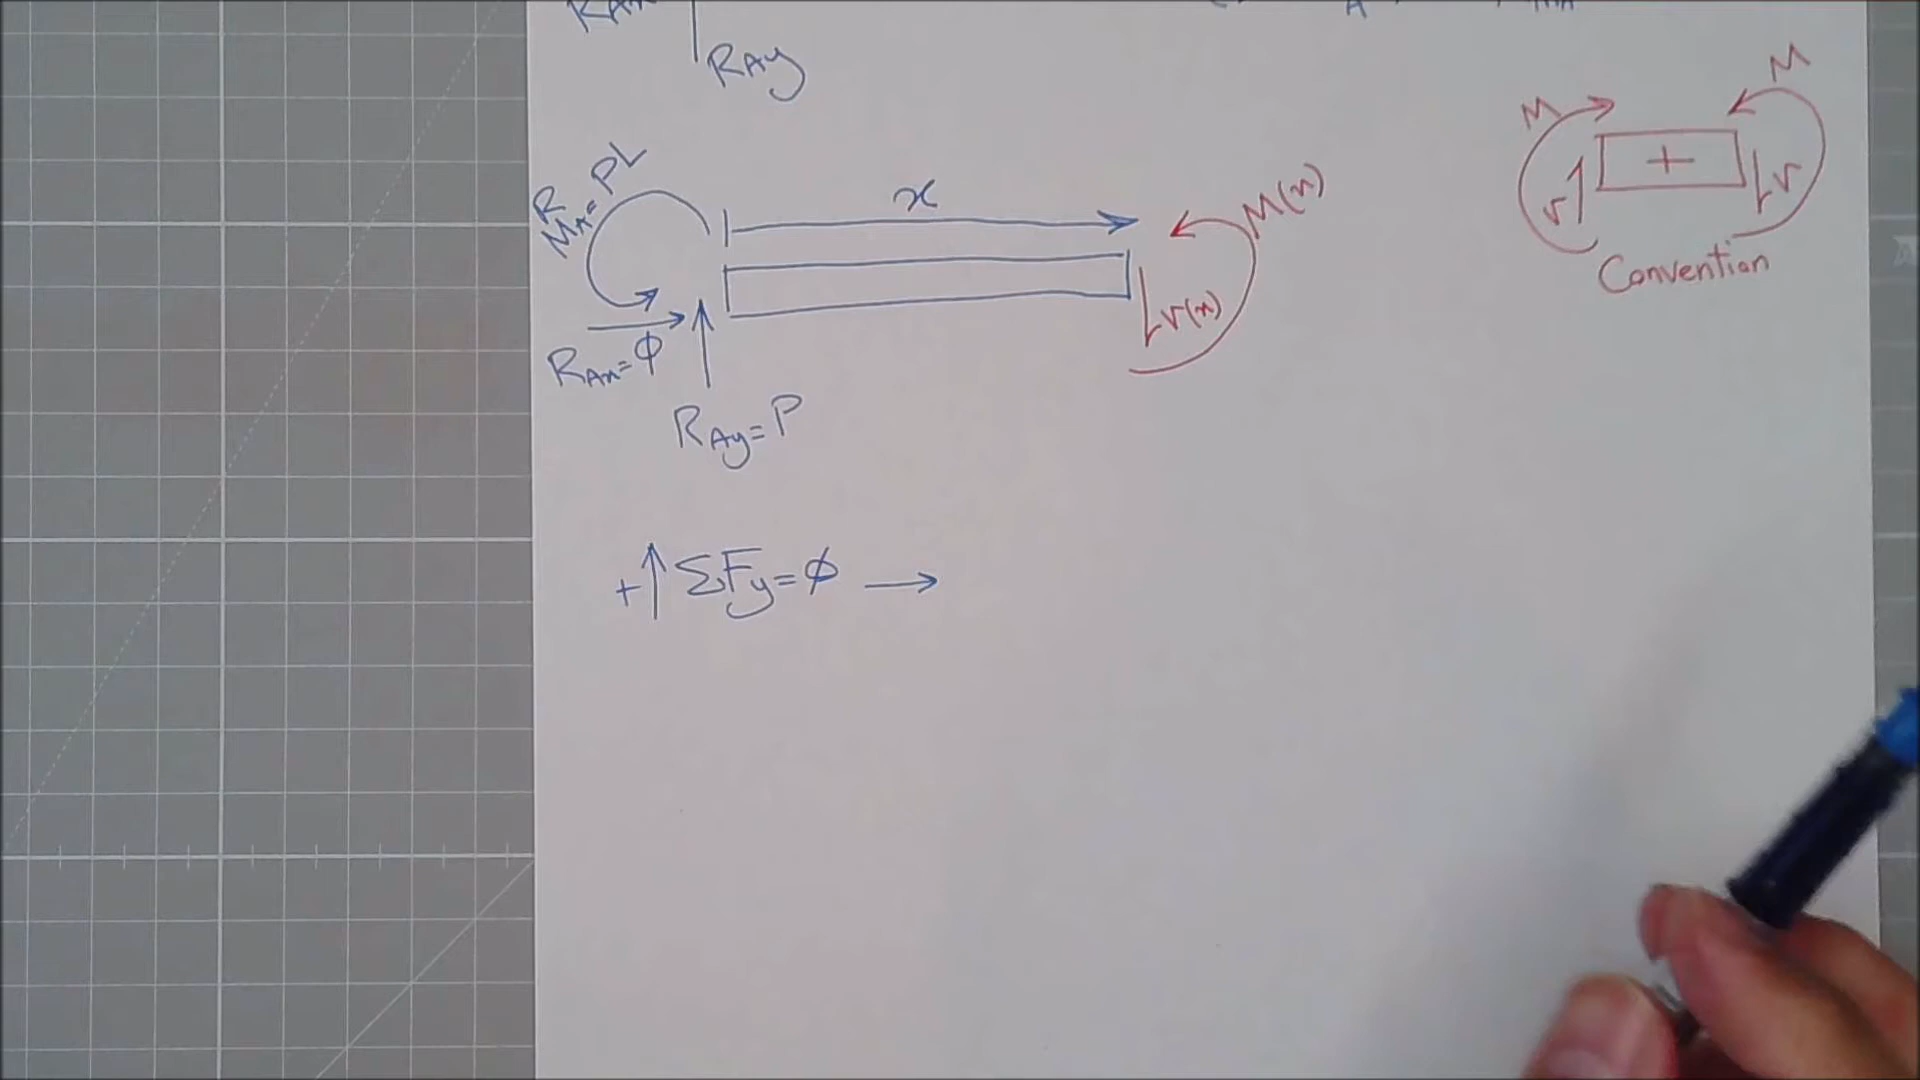 RAy
M
M
R
MA=PL
x
M(x)
+
V
V
V(x)
Convention
RAx=ϕ
RAy=P
+↑ ΣFy=ϕ →